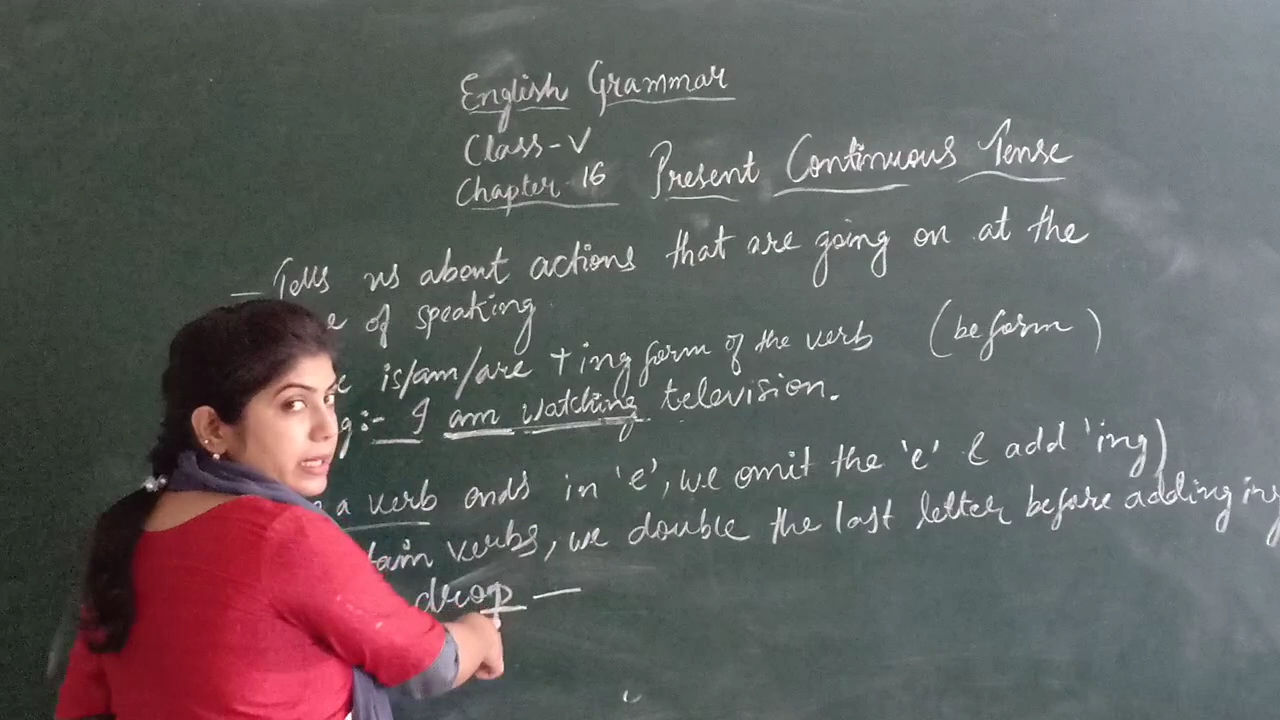 English Grammar
Class-V
Chapter-16 Present Continuous Tense
- Tells us about actions that are going on at the
e of speaking
is/am/are + ing form of the verb (be form)
g:- I am watching television.
a verb ends in 'e', we omit the 'e' & add 'ing)
tain verbs, we double the last letter before adding ing
drop -